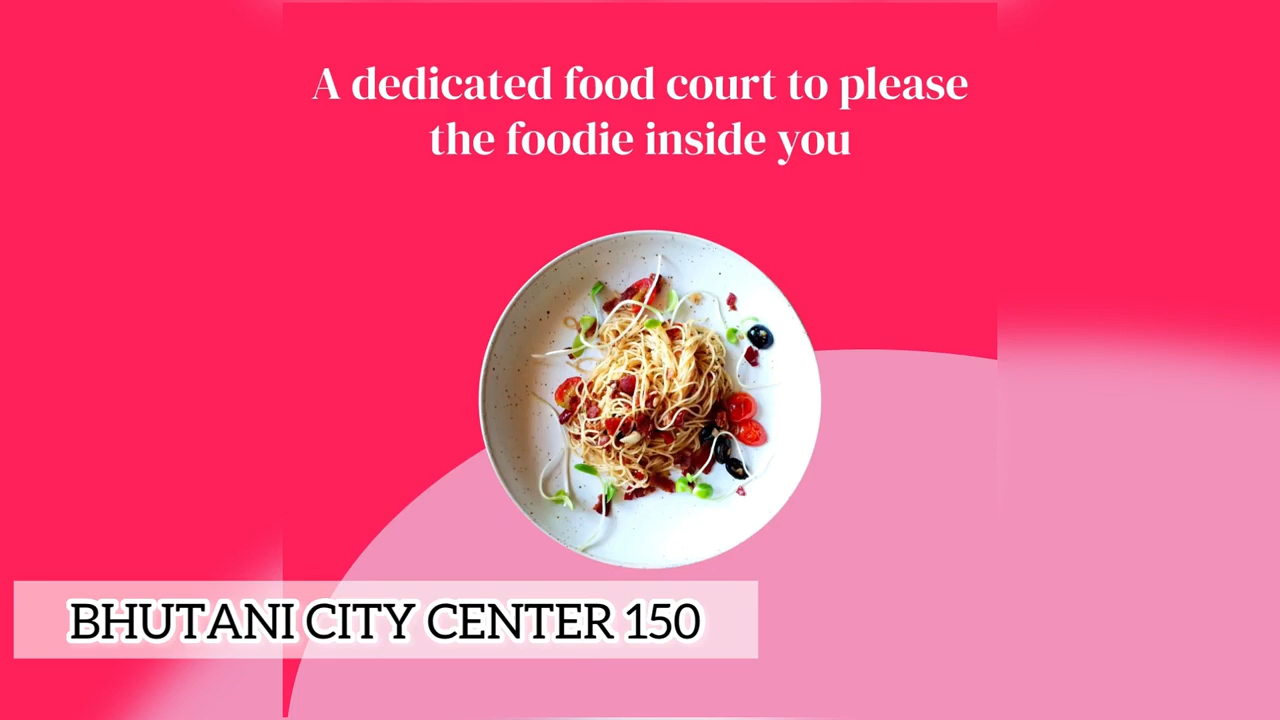 A dedicated food court to please
the foodie inside you
BHUTANI CITY CENTER 150